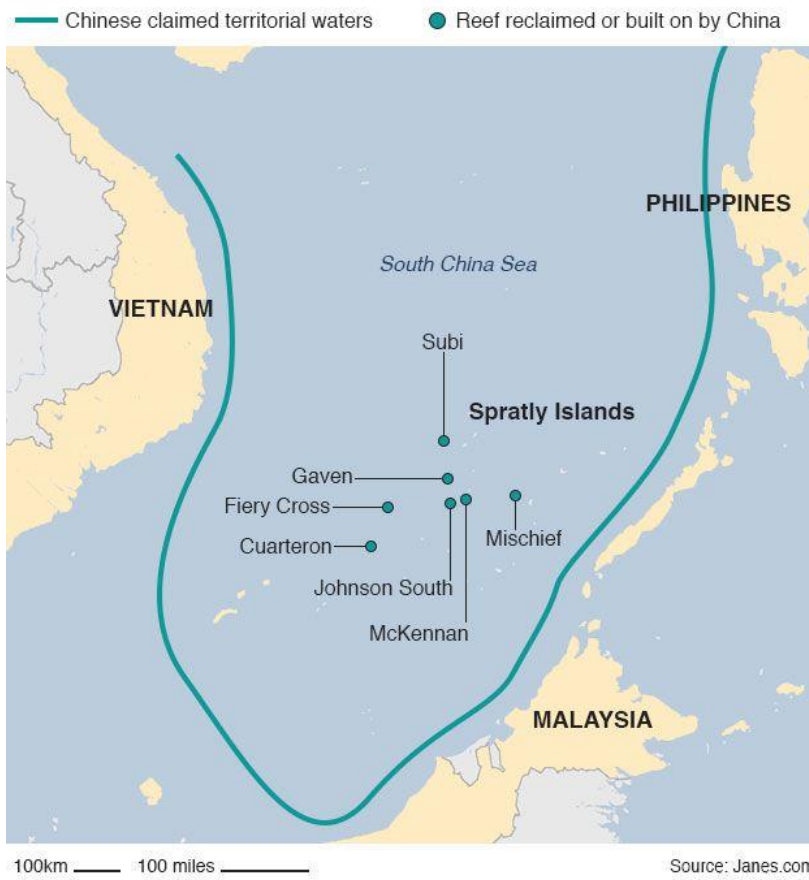 Chinese claimed territorial waters
Reef reclaimed or built on by China
PHILIPPINES
South China Sea
VIETNAM
Subi
Spratly Islands
Gaven
Fiery Cross
Mischief
Cuarteron
Johnson South
McKennan
MALAYSIA
100km
100 miles
Source: Janes.com